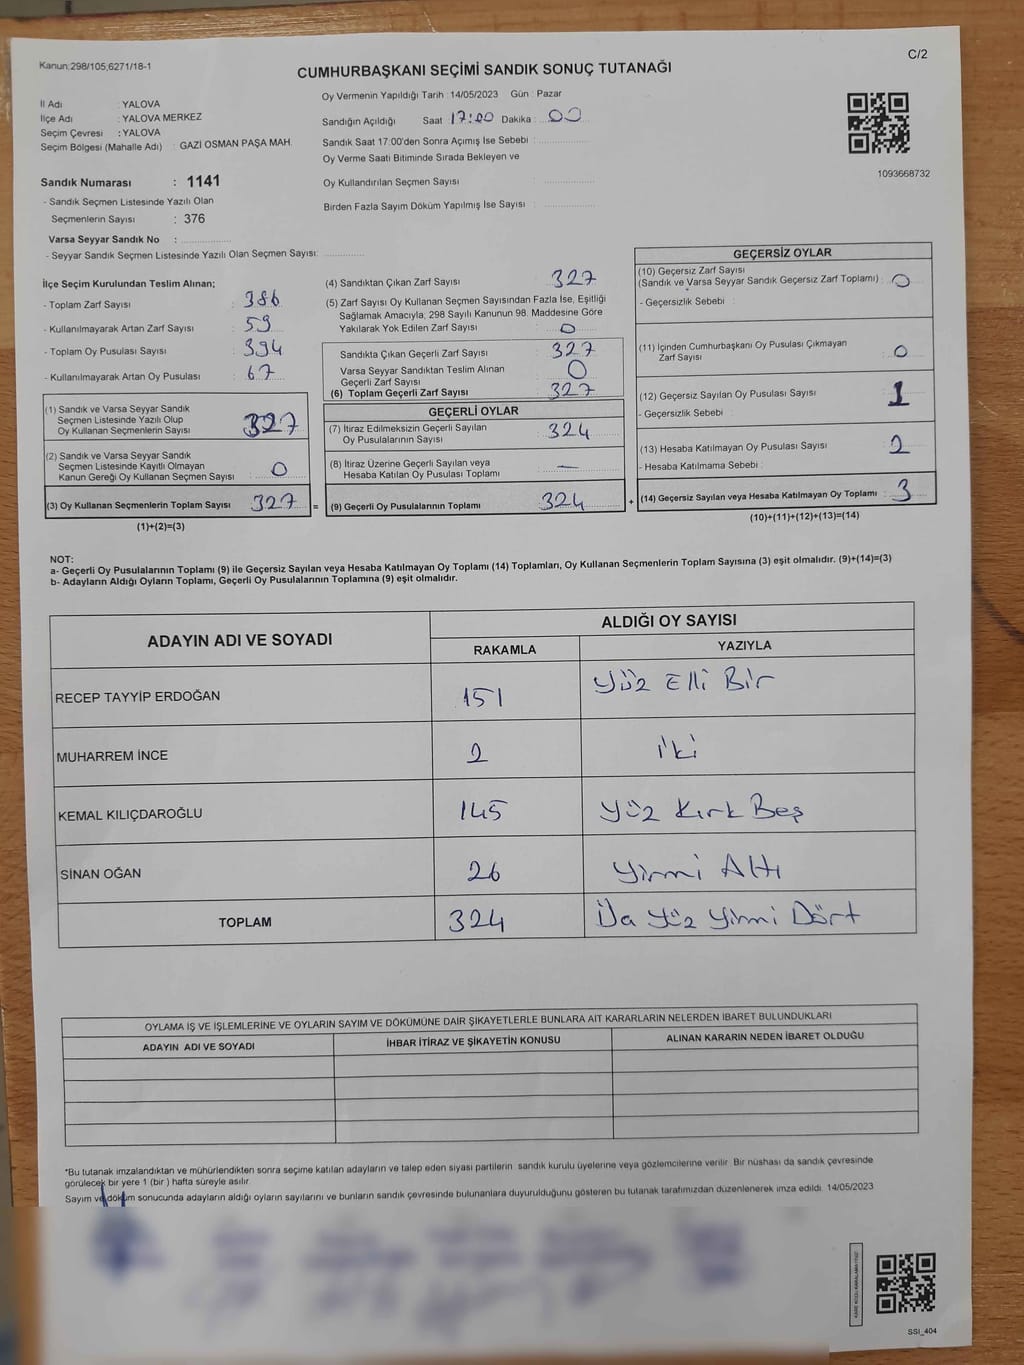 Kanun:298/105,6271/18-1
C/2
CUMHURBAŞKANI SEÇİMİ SANDIK SONUÇ TUTANAĞI
İl Adı : YALOVA
İlçe Adı : YALOVA MERKEZ
Seçim Çevresi : YALOVA
Seçim Bölgesi (Mahalle Adı) : GAZİ OSMAN PAŞA MAH.
Sandık Numarası : 1141
- Sandık Seçmen Listesinde Yazılı Olan
Seçmenlerin Sayısı : 376
Varsa Seyyar Sandık No :
- Seyyar Sandık Seçmen Listesinde Yazılı Olan Seçmen Sayısı:
Oy Vermenin Yapıldığı Tarih : 14/05/2023 Gün : Pazar
Sandığın Açıldığı Saat : 17:00 Dakika : 00
Sandık Saat 17:00'den Sonra Açımış İse Sebebi :
Oy Verme Saati Bitiminde Sırada Bekleyen ve
Oy Kullandırılan Seçmen Sayısı :
Birden Fazla Sayım Döküm Yapılmış İse Sayısı :
1093668732
İlçe Seçim Kurulundan Teslim Alınan;
- Toplam Zarf Sayısı : 386
- Kullanılmayarak Artan Zarf Sayısı : 59
- Toplam Oy Pusulası Sayısı : 394
- Kullanılmayarak Artan Oy Pusulası : 67
(1) Sandık ve Varsa Seyyar Sandık
Seçmen Listesinde Yazılı Olup
Oy Kullanan Seçmenlerin Sayısı : 327
(2) Sandık ve Varsa Seyyar Sandık
Seçmen Listesinde Kayıtlı Olmayan
Kanun Gereği Oy Kullanan Seçmen Sayısı : 0
(3) Oy Kullanan Seçmenlerin Toplam Sayısı 327 =
(1)+(2)=(3)
(4) Sandıktan Çıkan Zarf Sayısı : 327
(5) Zarf Sayısı Oy Kullanan Seçmen Sayısından Fazla İse, Eşitliği
Sağlamak Amacıyla; 298 Sayılı Kanunun 98. Maddesine Göre
Yakılarak Yok Edilen Zarf Sayısı : 0
Sandıkta Çıkan Geçerli Zarf Sayısı : 327
Varsa Seyyar Sandıktan Teslim Alınan
Geçerli Zarf Sayısı : 0
(6) Toplam Geçerli Zarf Sayısı : 327
GEÇERLİ OYLAR
(7) İtiraz Edilmeksizin Geçerli Sayılan
Oy Pusulalarının Sayısı : 324
(8) İtiraz Üzerine Geçerli Sayılan veya
Hesaba Katılan Oy Pusulası Toplamı : —
(9) Geçerli Oy Pusulalarının Toplamı : 324 +
GEÇERSİZ OYLAR
(10) Geçersiz Zarf Sayısı
(Sandık ve Varsa Seyyar Sandık Geçersiz Zarf Toplamı) : 0
- Geçersizlik Sebebi :
(11) İçinden Cumhurbaşkanı Oy Pusulası Çıkmayan
Zarf Sayısı : 0
(12) Geçersiz Sayılan Oy Pusulası Sayısı : 1
- Geçersizlik Sebebi :
(13) Hesaba Katılmayan Oy Pusulası Sayısı : 2
- Hesaba Katılmama Sebebi :
(14) Geçersiz Sayılan veya Hesaba Katılmayan Oy Toplamı : 3
(10)+(11)+(12)+(13)=(14)
NOT:
a- Geçerli Oy Pusulalarının Toplamı (9) ile Geçersiz Sayılan veya Hesaba Katılmayan Oy Toplamı (14) Toplamları, Oy Kullanan Seçmenlerin Toplam Sayısına (3) eşit olmalıdır. (9)+(14)=(3)
b- Adayların Aldığı Oyların Toplamı, Geçerli Oy Pusulalarının Toplamına (9) eşit olmalıdır.
ADAYIN ADI VE SOYADI
ALDIĞI OY SAYISI
RAKAMLA YAZIYLA
RECEP TAYYİP ERDOĞAN 151 Yüz Elli Bir
MUHARREM İNCE 2 iki
KEMAL KILIÇDAROĞLU 145 Yüz Kırk Beş
SİNAN OĞAN 26 Yirmi Altı
TOPLAM 324 Üa Yüz Yirmi Dört
OYLAMA İŞ VE İŞLEMLERİNE VE OYLARIN SAYIM VE DÖKÜMÜNE DAİR ŞİKAYETLERLE BUNLARA AİT KARARLARIN NELERDEN İBARET BULUNDUKLARI
ADAYIN ADI VE SOYADI İHBAR İTİRAZ VE ŞİKAYETİN KONUSU ALINAN KARARIN NEDEN İBARET OLDUĞU
*Bu tutanak imzalandıktan ve mühürlendikten sonra seçime katılan adayların ve talep eden siyasi partilerin sandık kurulu üyelerine veya gözlemcilerine verilir. Bir nüshası da sandık çevresinde
görülecek bir yere 1 (bir ) hafta süreyle asılır.
Sayım ve döküm sonucunda adayların aldığı oyların sayılarını ve bunların sandık çevresinde bulunanlara duyurulduğunu gösteren bu tutanak tarafımızdan düzenlenerek imza edildi. 14/05/2023
SSI_404